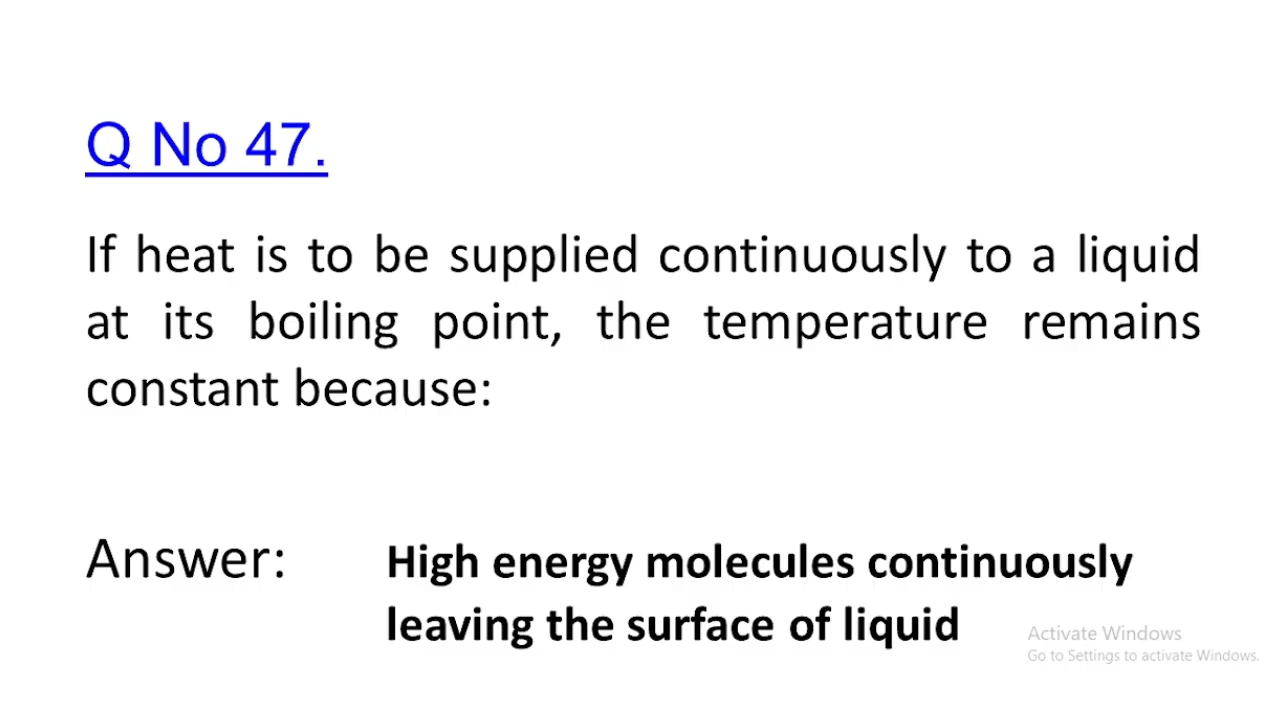 Q No 47.
If heat is to be supplied continuously to a liquid
at its boiling point, the temperature remains
constant because:
Answer: High energy molecules continuously
leaving the surface of liquid
Activate Windows
Go to Settings to activate Windows.